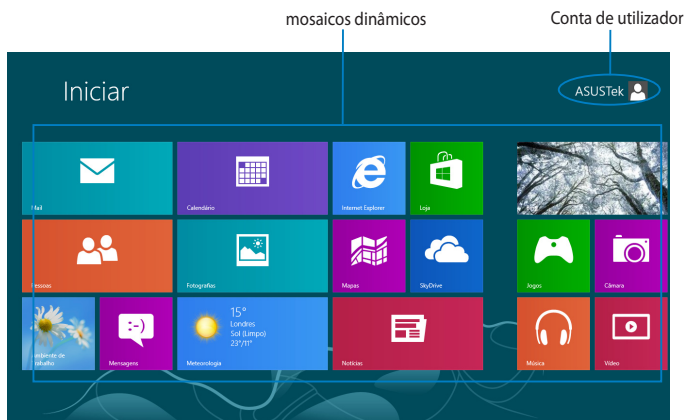 mosaicos dinâmicos
Conta de utilizador
Iniciar
ASUSTek
Mail
Calendário
Internet Explorer
Loja
Pessoas
Fotografias
Mapas
SkyDrive
Jogos
Câmara
Ambiente de
trabalho
:-)
Mensagens
15°
Londres
Sol (Limpo)
23°/11°
Meteorologia
Notícias
Música
Vídeo